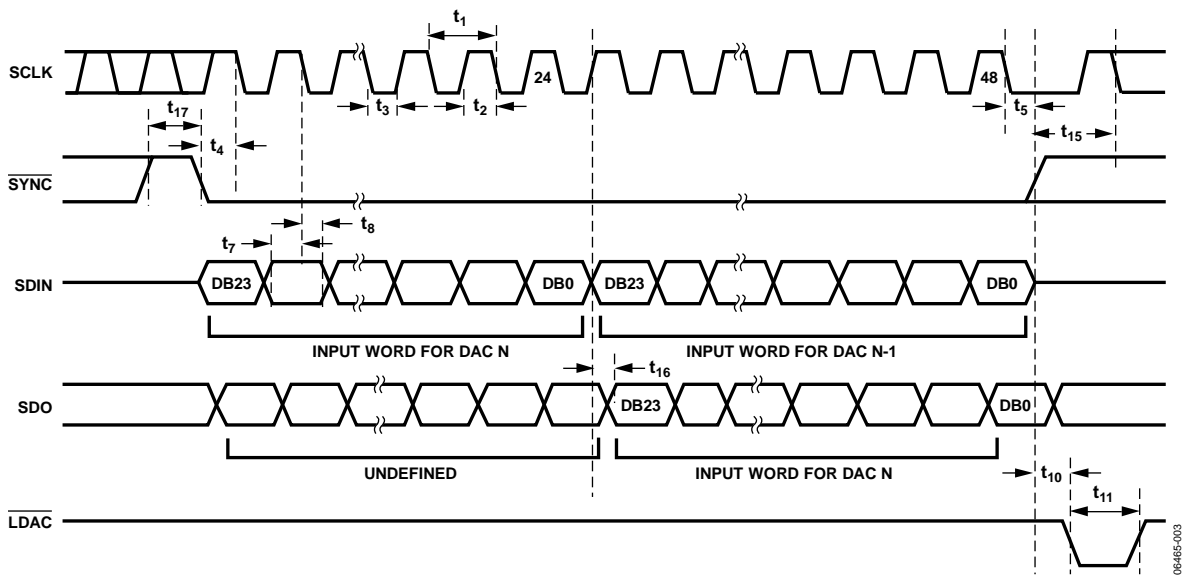 t1
SCLK
24
48
t3
t2
t5
t17
t4
t15
SYNC
t8
t7
SDIN
DB23
DB0
DB23
DB0
INPUT WORD FOR DAC N
INPUT WORD FOR DAC N-1
t16
SDO
DB23
DB0
UNDEFINED
INPUT WORD FOR DAC N
t10
t11
LDAC
06465-003